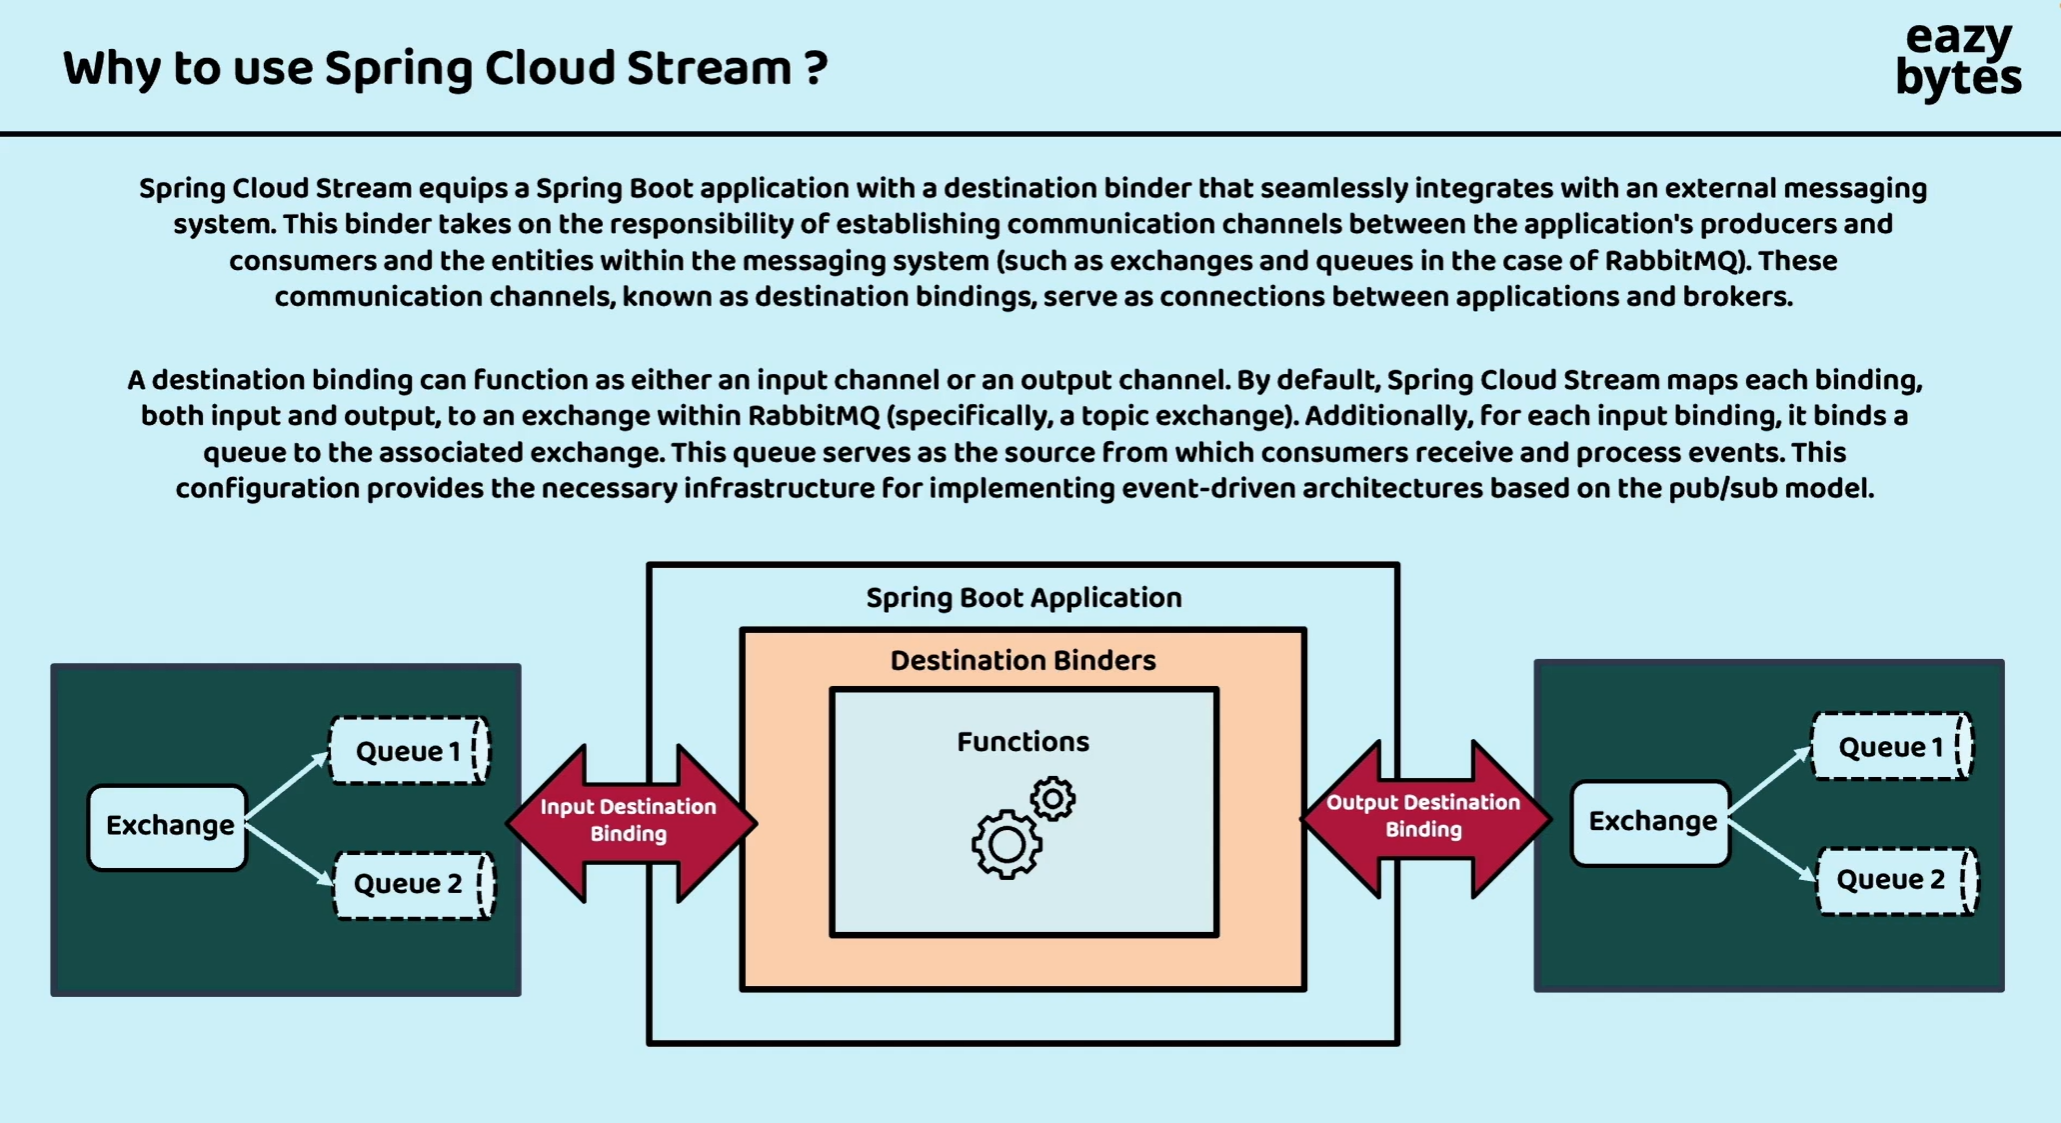 Why to use Spring Cloud Stream ?
eazy
bytes
Spring Cloud Stream equips a Spring Boot application with a destination binder that seamlessly integrates with an external messaging
system. This binder takes on the responsibility of establishing communication channels between the application's producers and
consumers and the entities within the messaging system (such as exchanges and queues in the case of RabbitMQ). These
communication channels, known as destination bindings, serve as connections between applications and brokers.
A destination binding can function as either an input channel or an output channel. By default, Spring Cloud Stream maps each binding,
both input and output, to an exchange within RabbitMQ (specifically, a topic exchange). Additionally, for each input binding, it binds a
queue to the associated exchange. This queue serves as the source from which consumers receive and process events. This
configuration provides the necessary infrastructure for implementing event-driven architectures based on the pub/sub model.
Exchange
Queue 1
Queue 2
Input Destination
Binding
Spring Boot Application
Destination Binders
Functions
Output Destination
Binding
Exchange
Queue 1
Queue 2